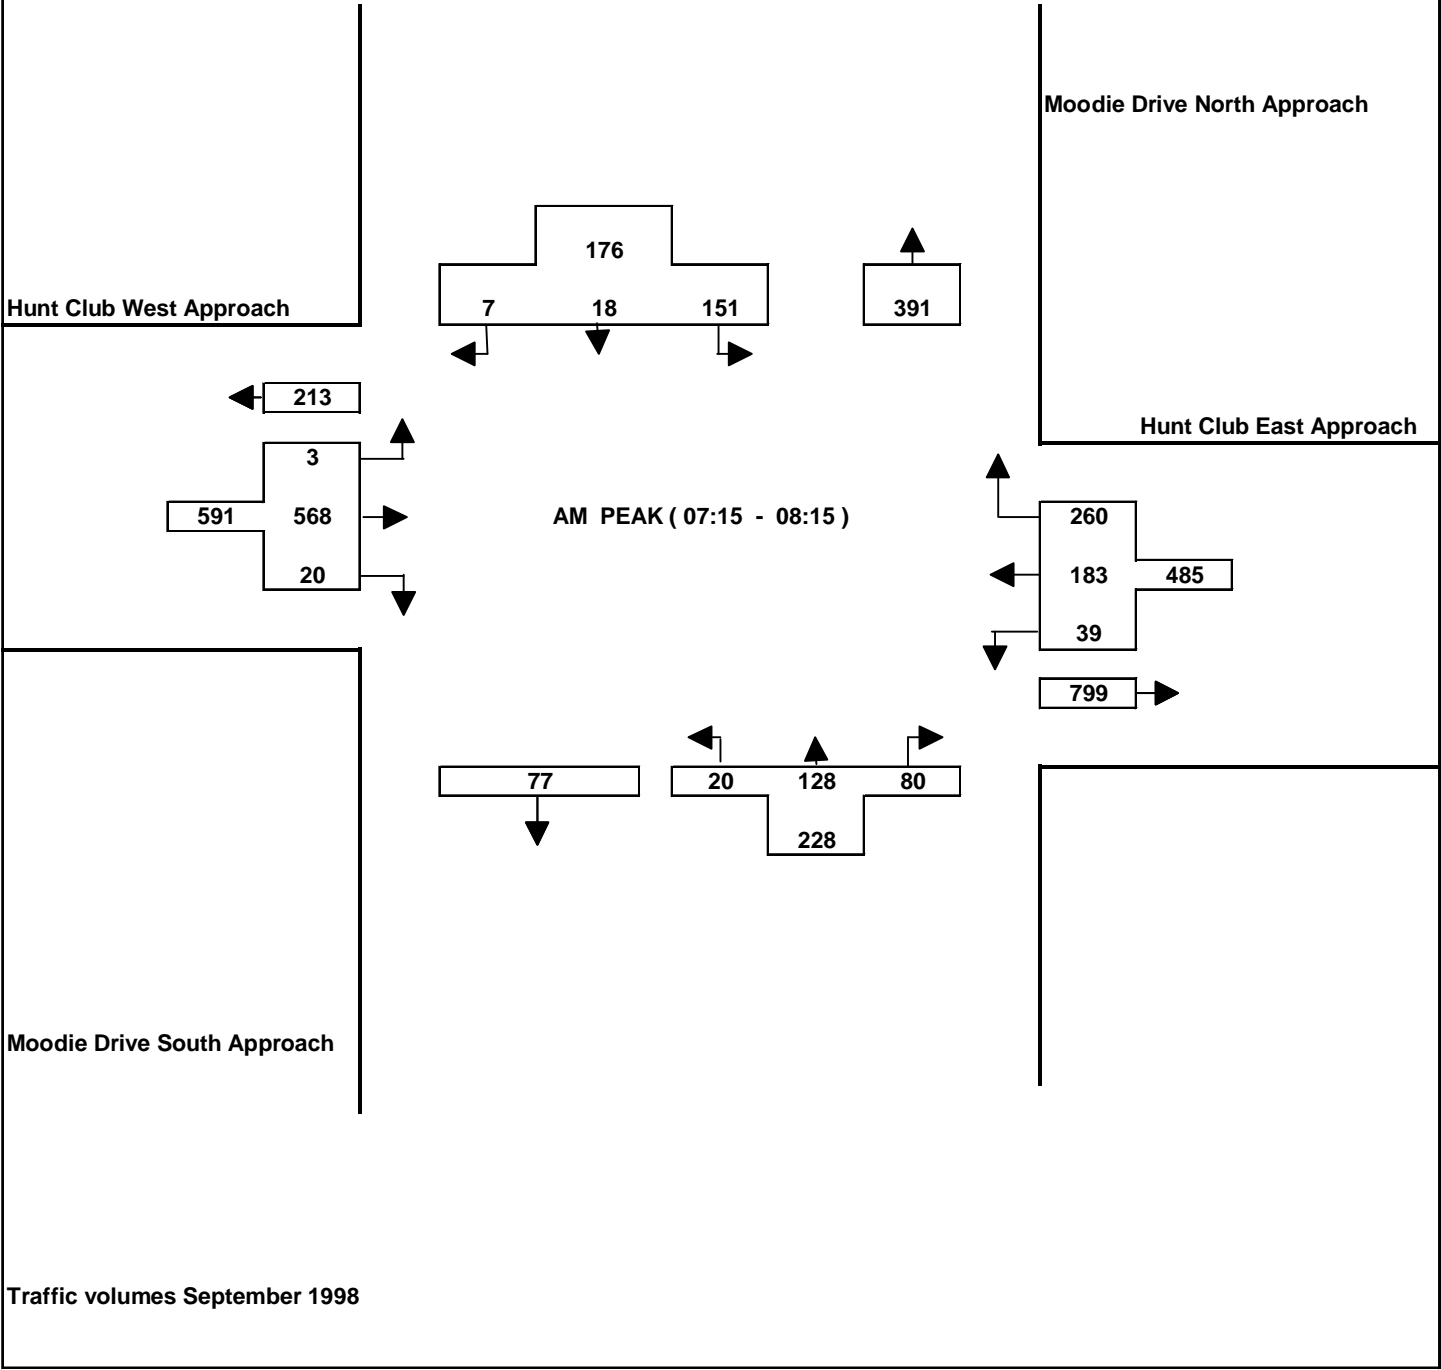 Moodie Drive North Approach
176
7 18 151
391
Hunt Club West Approach
213
Hunt Club East Approach
3
591 568
20
AM PEAK ( 07:15 - 08:15 )
260
183 485
39
799
77
20 128 80
228
Moodie Drive South Approach
Traffic volumes September 1998